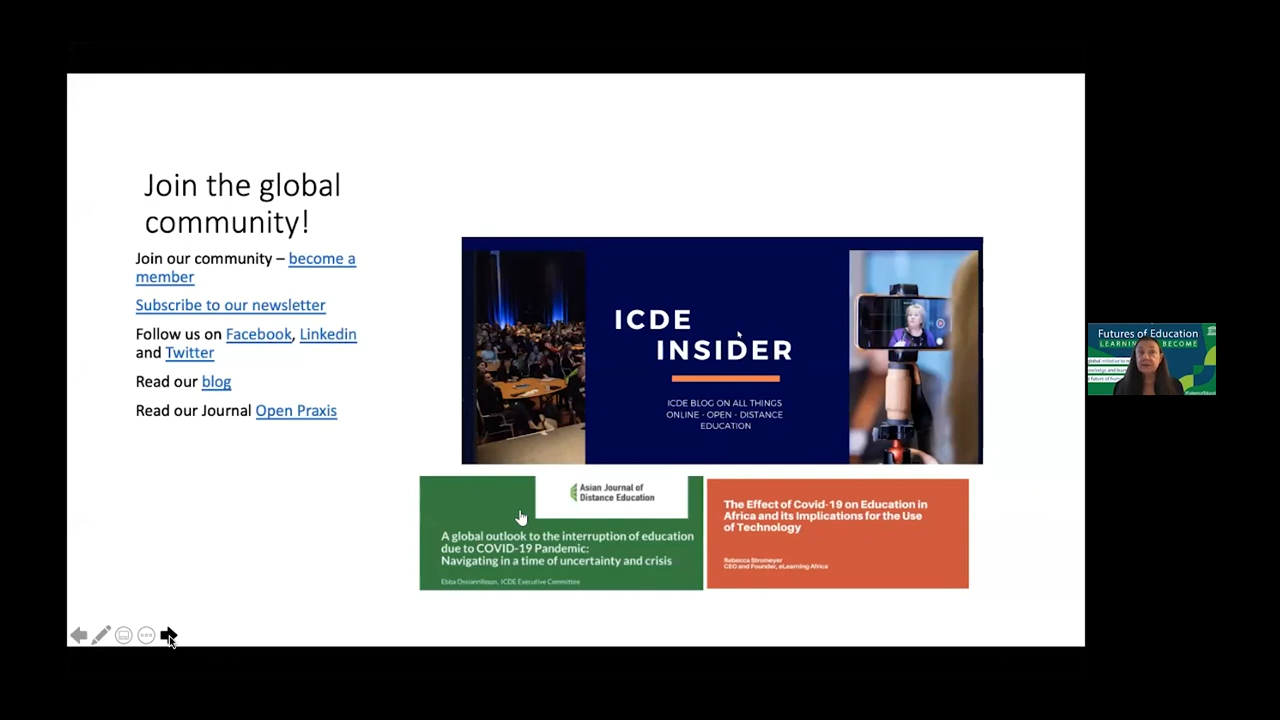 Join the global
community!
Join our community – become a
member
Subscribe to our newsletter
Follow us on Facebook, Linkedin
and Twitter
Read our blog
Read our Journal Open Praxis
ICDE
INSIDER
ICDE BLOG ON ALL THINGS
ONLINE - OPEN - DISTANCE
EDUCATION
Asian Journal of
Distance Education
A global outlook to the interruption of education
due to COVID-19 Pandemic:
Navigating in a time of uncertainty and crisis
Ebba Ossiannilsson, ICDE Executive Committee
The Effect of Covid-19 on Education in
Africa and its Implications for the Use
of Technology
Rebecca Stromeyer
CEO and Founder, eLearning Africa
Futures of Education